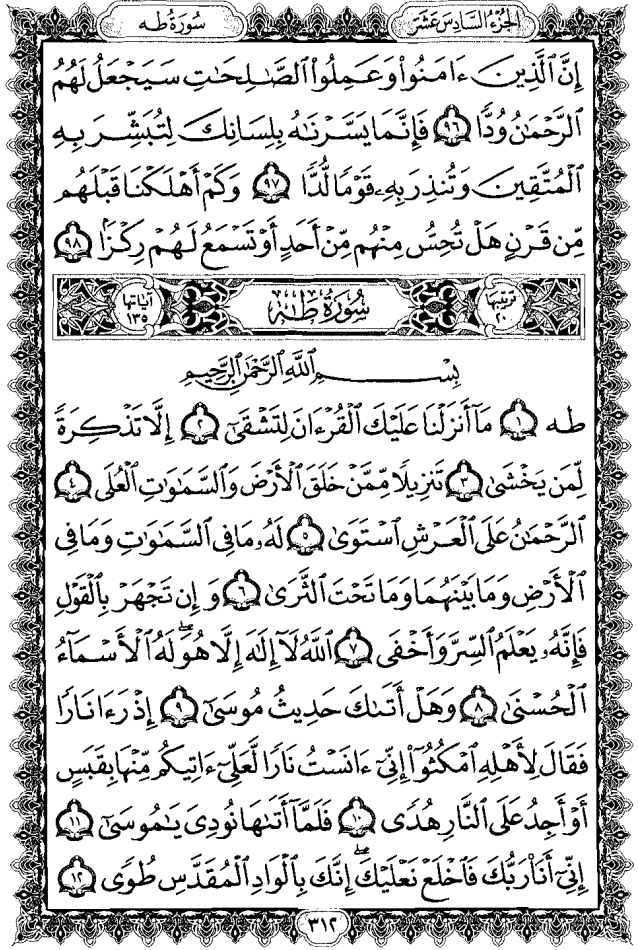 الجزء السادس عشر
سورة طه
إِنَّ ٱلَّذِينَ ءَامَنُوا۟ وَعَمِلُوا۟ ٱلصَّـٰلِحَـٰتِ سَيَجْعَلُ لَهُمُ
ٱلرَّحْمَـٰنُ وُدًّا ٩٦ فَإِنَّمَا يَسَّرْنَـٰهُ بِلِسَانِكَ لِتُبَشِّرَ بِهِ
ٱلْمُتَّقِينَ وَتُنذِرَ بِهِۦ قَوْمًا لُّدًّا ٩٧ وَكَمْ أَهْلَكْنَا قَبْلَهُم
مِّن قَرْنٍ هَلْ تُحِسُّ مِنْهُم مِّنْ أَحَدٍ أَوْ تَسْمَعُ لَهُمْ رِكْزًۢا ٩٨
ترتيبها ٢٠
سُورَةُ طه
آياتها ١٣٥
بِسْمِ ٱللَّهِ ٱلرَّحْمَـٰنِ ٱلرَّحِيمِ
طه ١ مَآ أَنزَلْنَا عَلَيْكَ ٱلْقُرْءَانَ لِتَشْقَىٰٓ ٢ إِلَّا تَذْكِرَةً
لِّمَن يَخْشَىٰ ٣ تَنزِيلًا مِّمَّنْ خَلَقَ ٱلْأَرْضَ وَٱلسَّمَـٰوَٰتِ ٱلْعُلَى ٤
ٱلرَّحْمَـٰنُ عَلَى ٱلْعَرْشِ ٱسْتَوَىٰ ٥ لَهُۥ مَا فِى ٱلسَّمَـٰوَٰتِ وَمَا فِى
ٱلْأَرْضِ وَمَا بَيْنَهُمَا وَمَا تَحْتَ ٱلثَّرَىٰ ٦ وَإِن تَجْهَرْ بِٱلْقَوْلِ
فَإِنَّهُۥ يَعْلَمُ ٱلسِّرَّ وَأَخْفَى ٧ ٱللَّهُ لَآ إِلَـٰهَ إِلَّا هُوَ ۖ لَهُ ٱلْأَسْمَآءُ
ٱلْحُسْنَىٰ ٨ وَهَلْ أَتَىٰكَ حَدِيثُ مُوسَىٰٓ ٩ إِذْ رَءَا نَارًا
فَقَالَ لِأَهْلِهِ ٱمْكُثُوٓا۟ إِنِّىٓ ءَانَسْتُ نَارًا لَّعَلِّىٓ ءَاتِيكُم مِّنْهَا بِقَبَسٍ
أَوْ أَجِدُ عَلَى ٱلنَّارِ هُدًى ١٠ فَلَمَّآ أَتَىٰهَا نُودِىَ يَـٰمُوسَىٰٓ ١١
إِنِّىٓ أَنَا۠ رَبُّكَ فَٱخْلَعْ نَعْلَيْكَ ۖ إِنَّكَ بِٱلْوَادِ ٱلْمُقَدَّسِ طُوًى ١٢
٣١٢